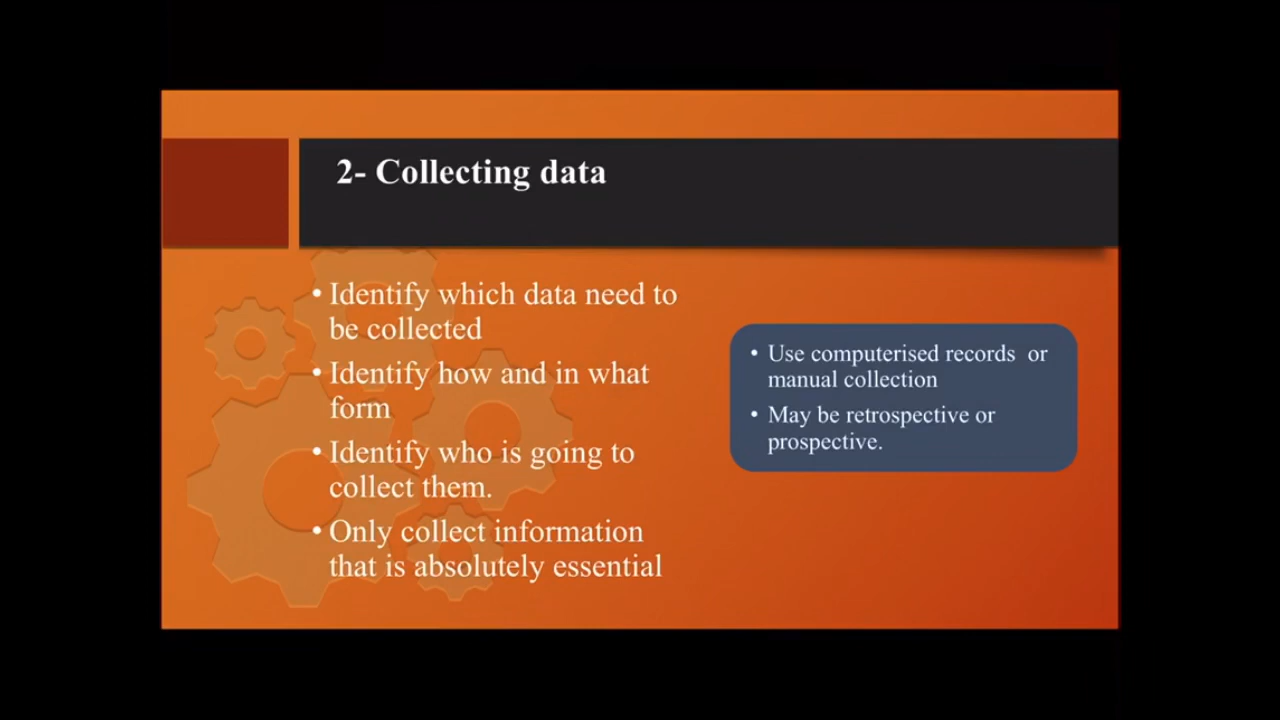 2- Collecting data
• Identify which data need to
be collected
• Identify how and in what
form
• Identify who is going to
collect them.
• Only collect information
that is absolutely essential
• Use computerised records  or
manual collection
• May be retrospective or
prospective.